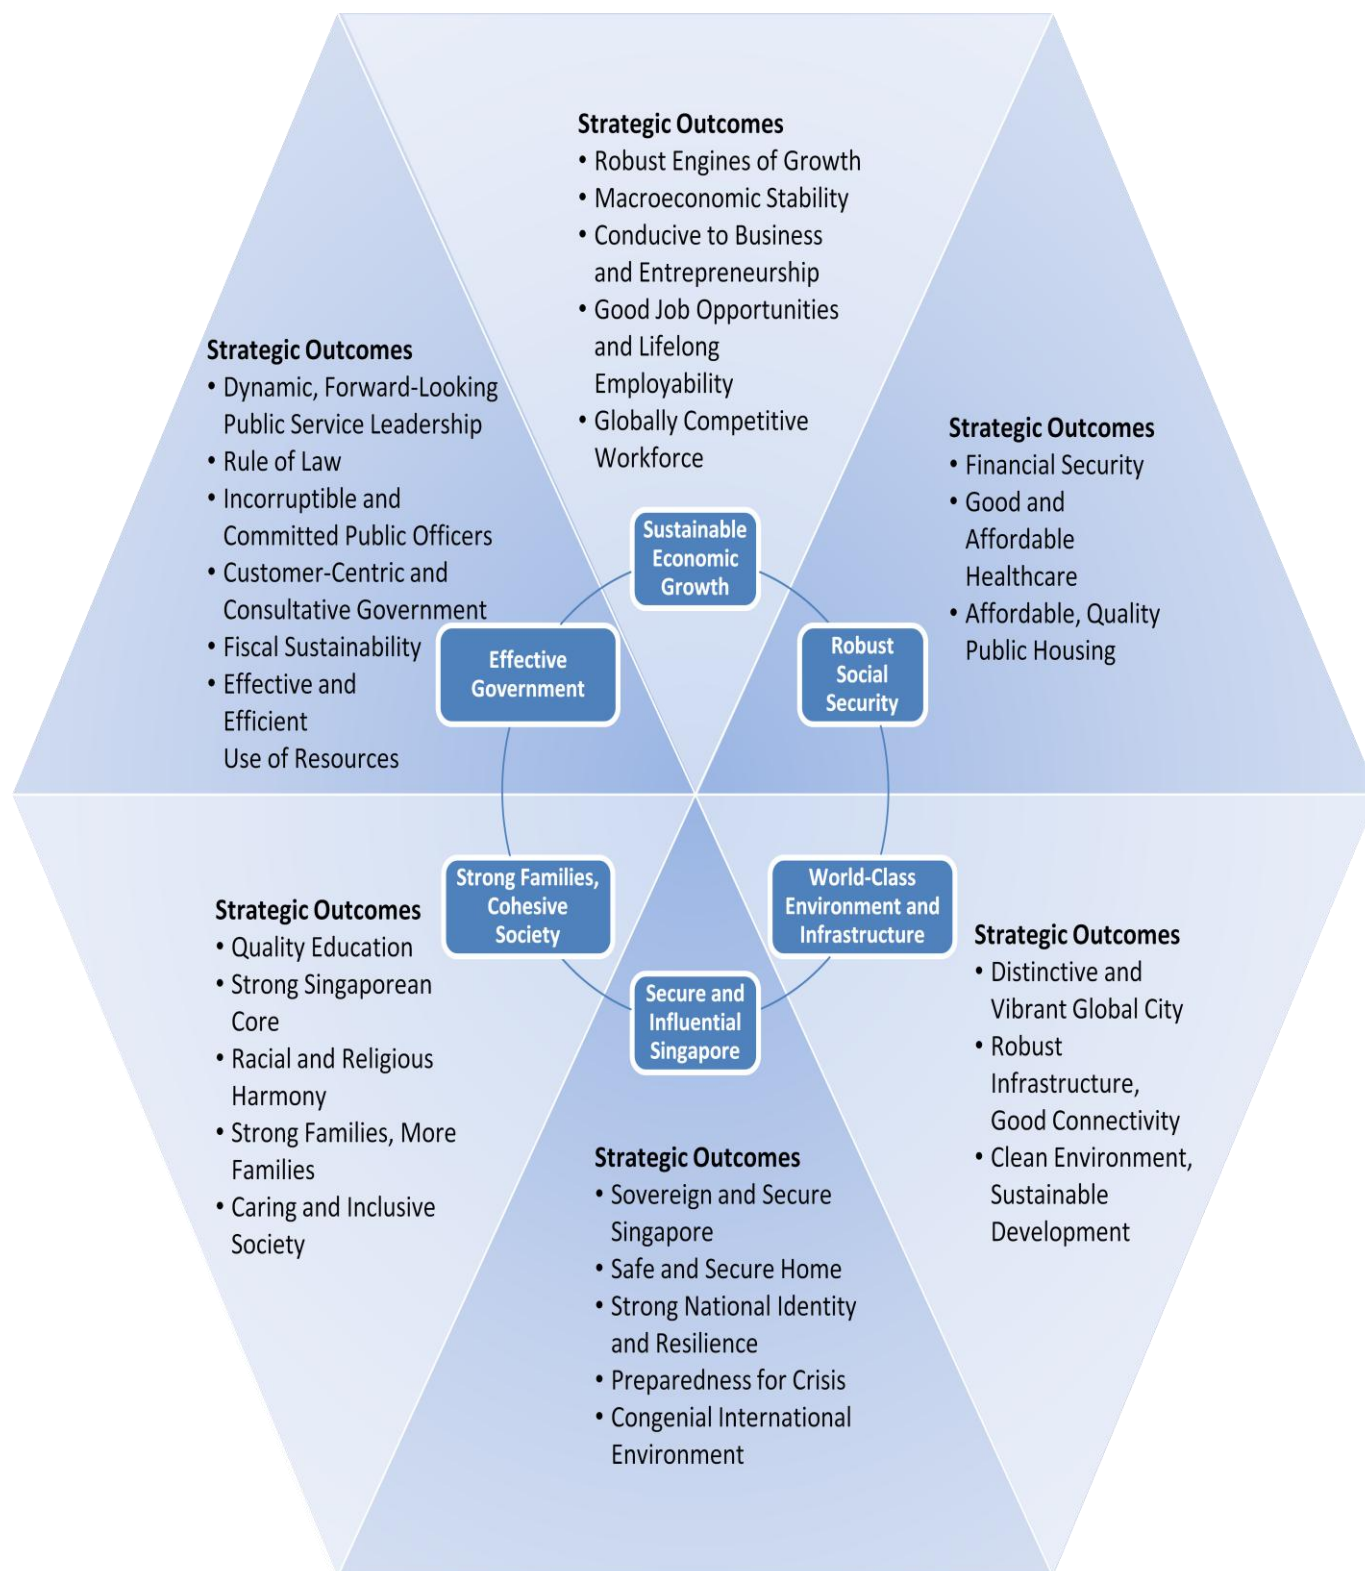 Strategic Outcomes
• Robust Engines of Growth
• Macroeconomic Stability
• Conducive to Business
and Entrepreneurship
• Good Job Opportunities
and Lifelong
Employability
• Globally Competitive
Workforce
Sustainable
Economic
Growth
Strategic Outcomes
• Financial Security
• Good and
Affordable
Healthcare
• Affordable, Quality
Public Housing
Robust
Social
Security
Strategic Outcomes
• Distinctive and
Vibrant Global City
• Robust
Infrastructure,
Good Connectivity
• Clean Environment,
Sustainable
Development
World-Class
Environment and
Infrastructure
Strategic Outcomes
• Sovereign and Secure
Singapore
• Safe and Secure Home
• Strong National Identity
and Resilience
• Preparedness for Crisis
• Congenial International
Environment
Secure and
Influential
Singapore
Strategic Outcomes
• Quality Education
• Strong Singaporean
Core
• Racial and Religious
Harmony
• Strong Families, More
Families
• Caring and Inclusive
Society
Strong Families,
Cohesive
Society
Strategic Outcomes
• Dynamic, Forward-Looking
Public Service Leadership
• Rule of Law
• Incorruptible and
Committed Public Officers
• Customer-Centric and
Consultative Government
• Fiscal Sustainability
• Effective and
Efficient
Use of Resources
Effective
Government